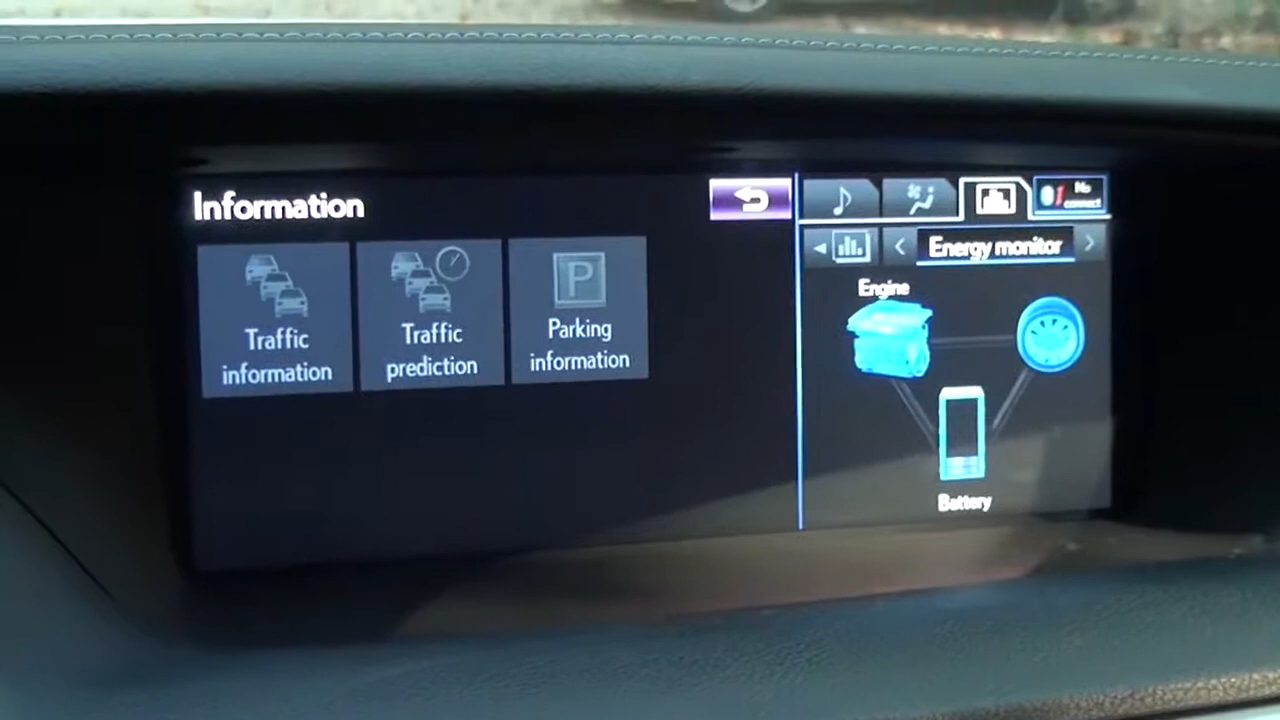 Information
Traffic
information
Traffic
prediction
P
Parking
information
No
connect
Energy monitor
Engine
Battery